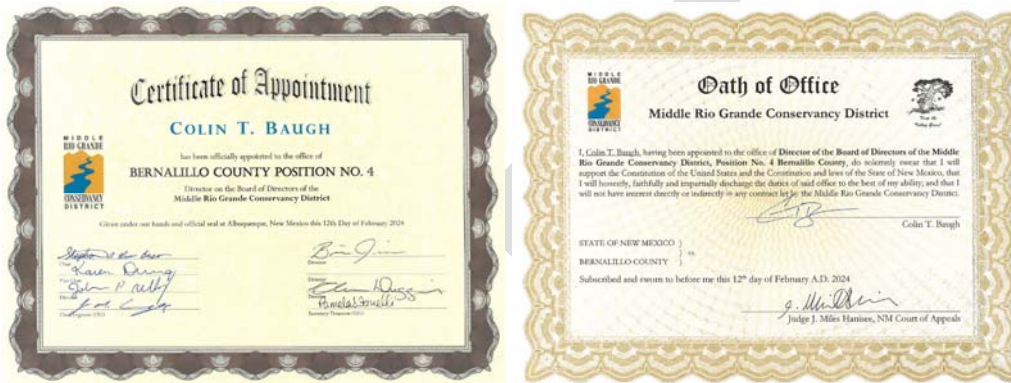 MIDDLE
RIO GRANDE
CONSERVANCY
DISTRICT
Certificate of Appointment
COLIN T. BAUGH
has been officially appointed to the office of
BERNALILLO COUNTY POSITION NO. 4
Director on the Board of Directors of the
Middle Rio Grande Conservancy District
Given under our hands and official seal at Albuquerque, New Mexico this 12th Day of February 2024
Chair
Karen
Director
John P.
Director
MIDDLE
RIO GRANDE
CONSERVANCY
DISTRICT
Oath of Office
Middle Rio Grande Conservancy District
I, Colin T. Baugh, having been appointed to the office of Director of the Board of Directors of the Middle
Rio Grande Conservancy District, Position No. 4 Bernalillo County, do solemnly swear that I will
support the Constitution of the United States and the Constitution and laws of the State of New Mexico, that
I will honestly, faithfully and impartially discharge the duties of said office to the best of my ability; and that I
will not have interest directly or indirectly in any contract let by the Middle Rio Grande Conservancy District.
Colin T. Baugh
STATE OF NEW MEXICO )
) ss.
BERNALILLO COUNTY )
Subscribed and sworn to before me this 12th day of February A.D. 2024
Judge J. Miles Hanisee, NM Court of Appeals